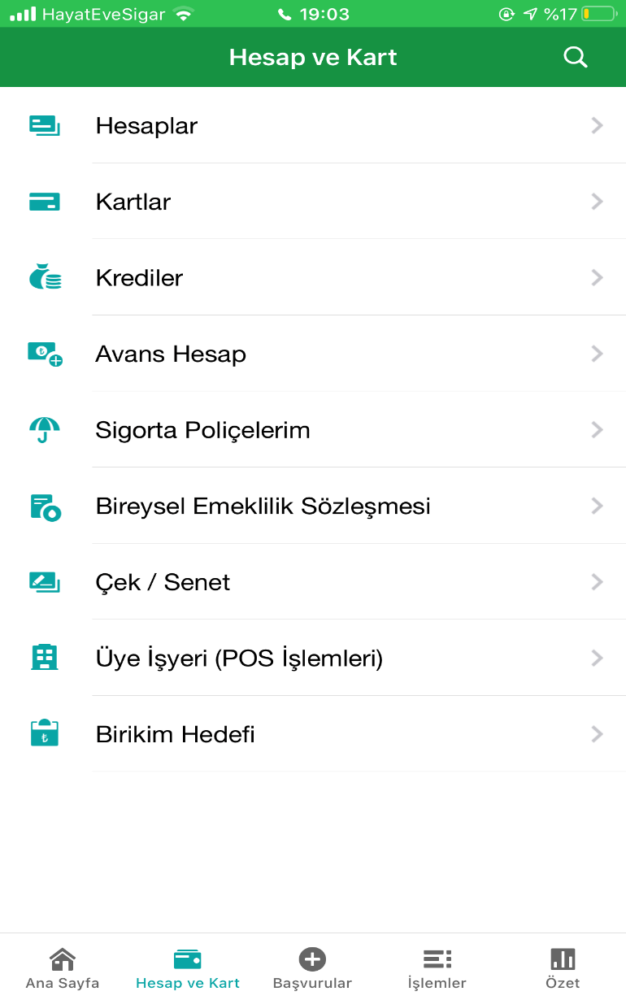 HayatEveSigar 19:03 %17
Hesap ve Kart
Hesaplar
Kartlar
Krediler
Avans Hesap
Sigorta Poliçelerim
Bireysel Emeklilik Sözleşmesi
Çek / Senet
Üye İşyeri (POS İşlemleri)
Birikim Hedefi
Ana Sayfa Hesap ve Kart Başvurular İşlemler Özet